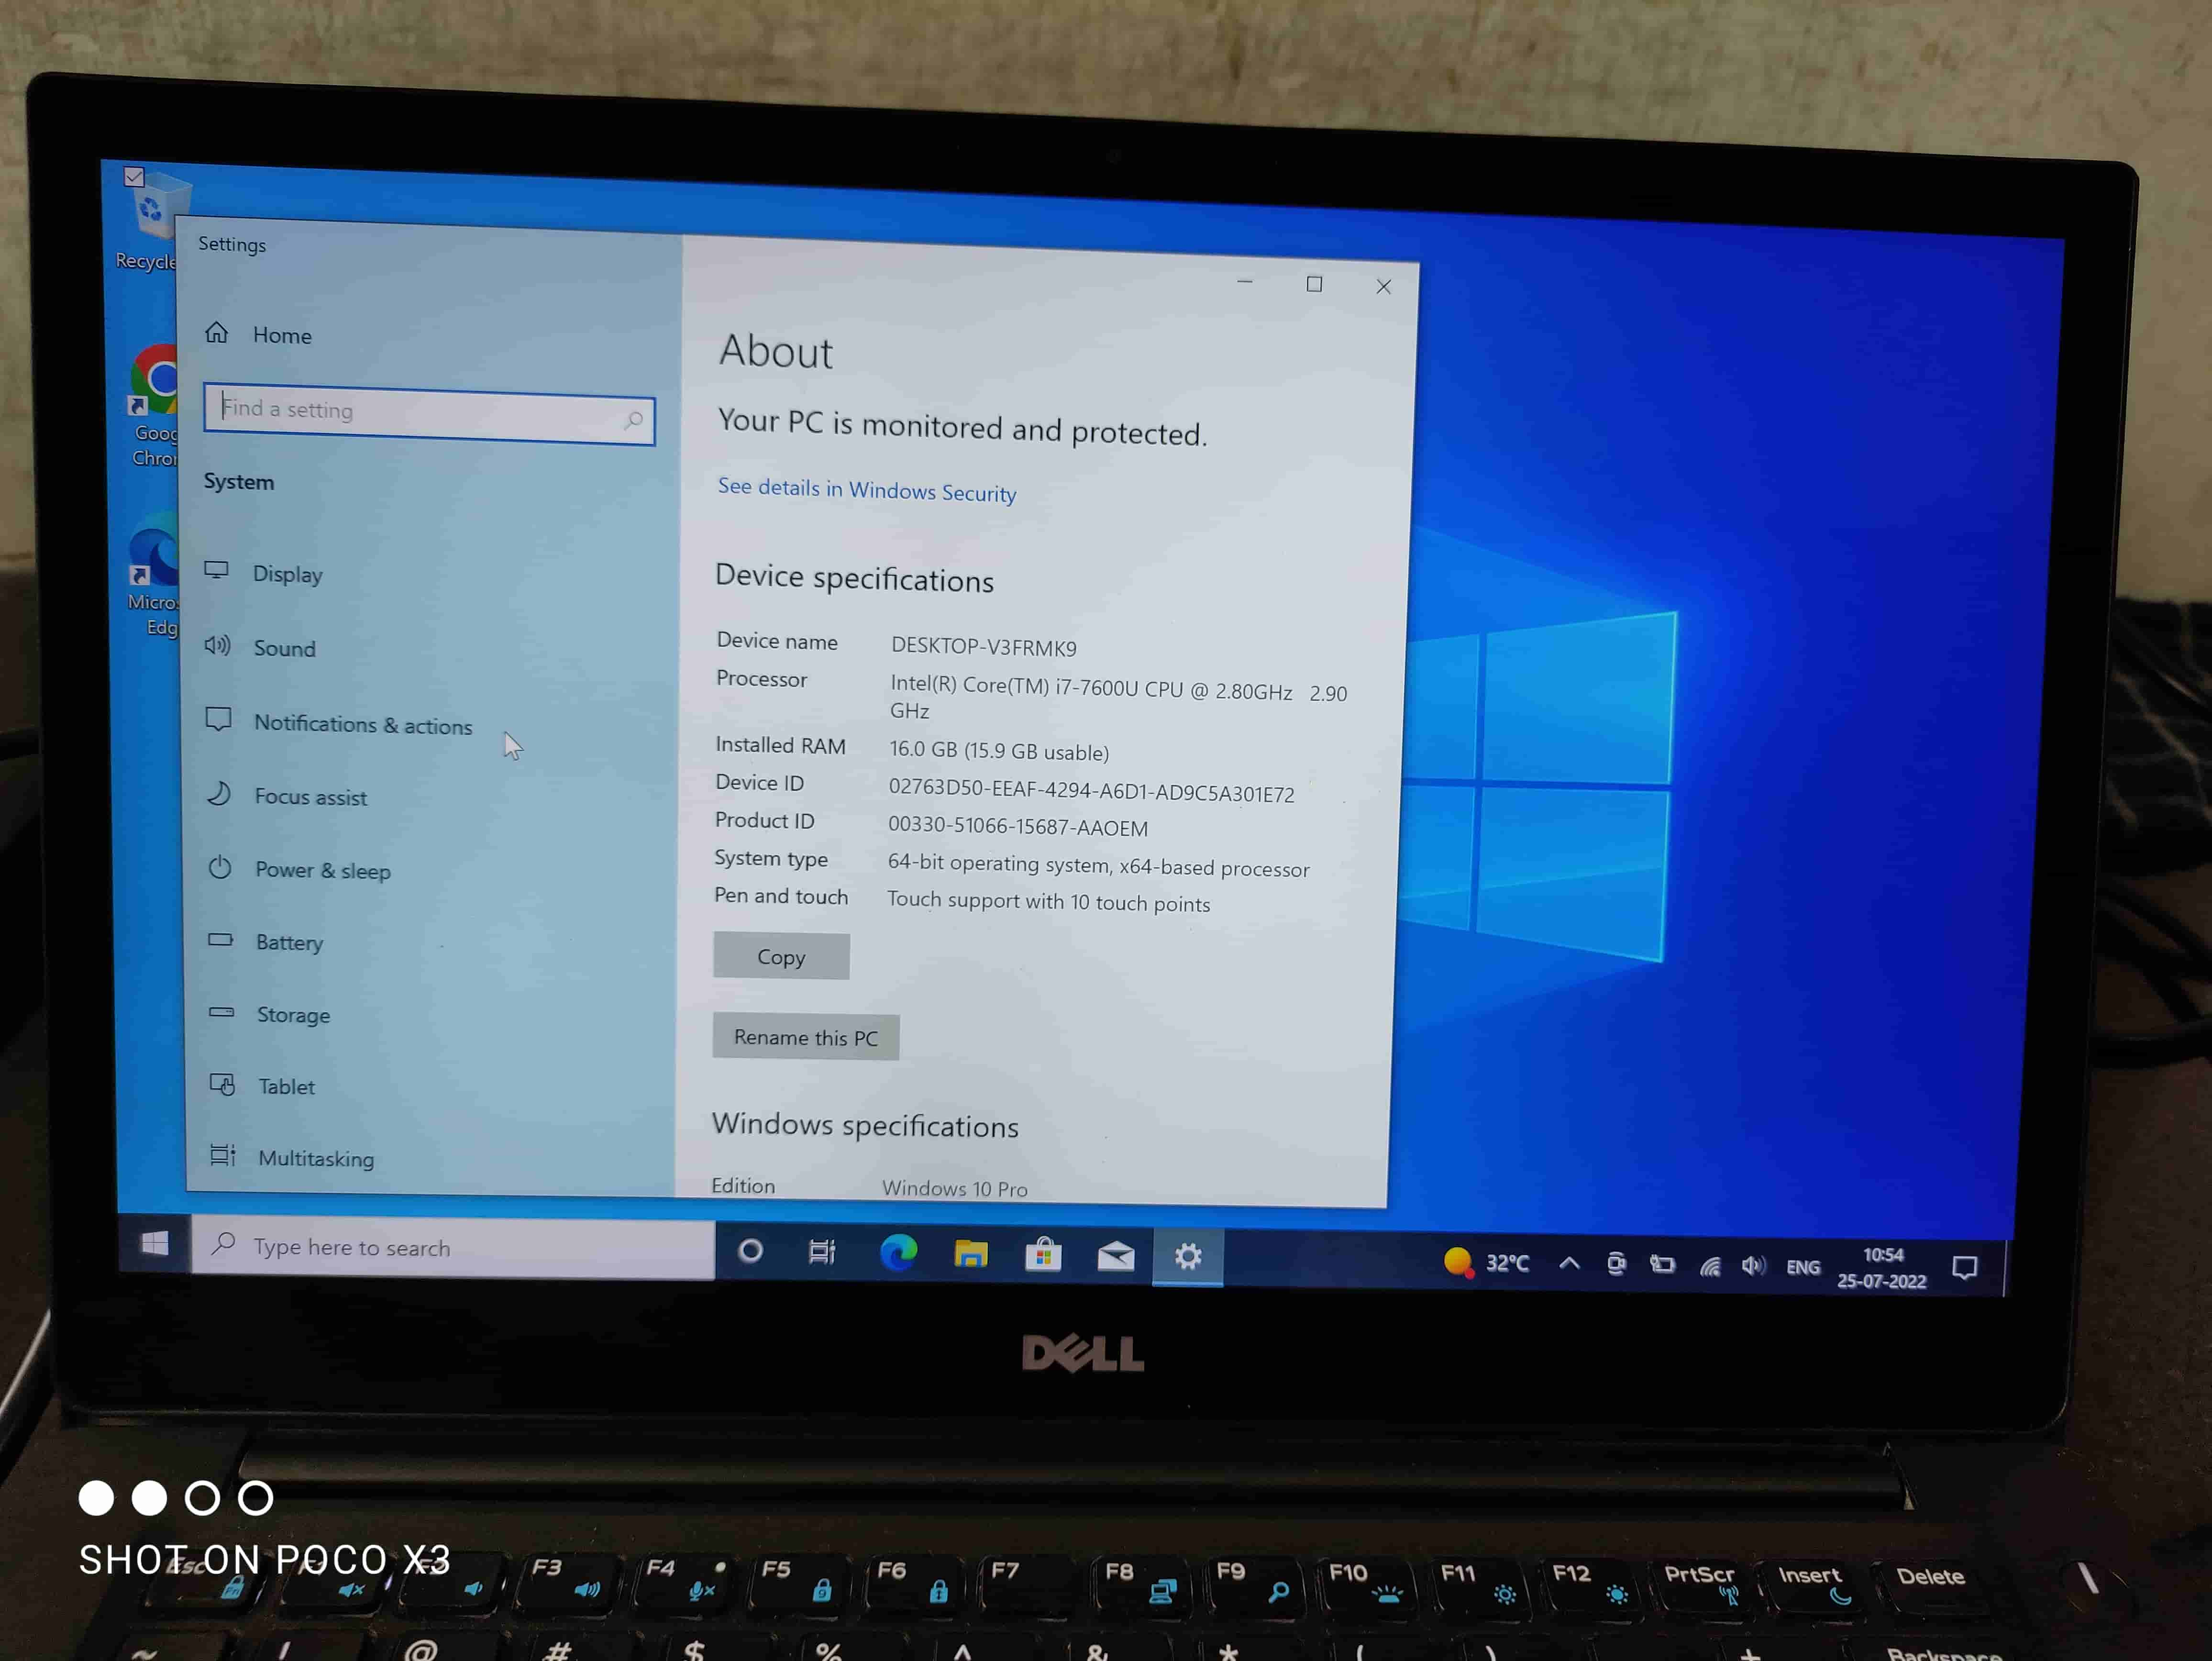 Recycle
Goog
Chro
Micros
Edg
Settings
Home
Find a setting
System
Display
Sound
Notifications & actions
Focus assist
Power & sleep
Battery
Storage
Tablet
Multitasking
About
Your PC is monitored and protected.
See details in Windows Security
Device specifications
Device name DESKTOP-V3FRMK9
Processor Intel(R) Core(TM) i7-7600U CPU @ 2.80GHz 2.90
GHz
Installed RAM 16.0 GB (15.9 GB usable)
Device ID 02763D50-EEAF-4294-A6D1-AD9C5A301E72
Product ID 00330-51066-15687-AAOEM
System type 64-bit operating system, x64-based processor
Pen and touch Touch support with 10 touch points
Copy
Rename this PC
Windows specifications
Edition Windows 10 Pro
Type here to search
32°C
ENG
10:54
25-07-2022
DELL
SHOT ON POCO X3
Esc F1 F2 F3 F4 F5 F6 F7 F8 F9 F10 F11 F12 PrtScr Insert Delete
~ ! @ # $ % ^ & * ( ) + Backspace